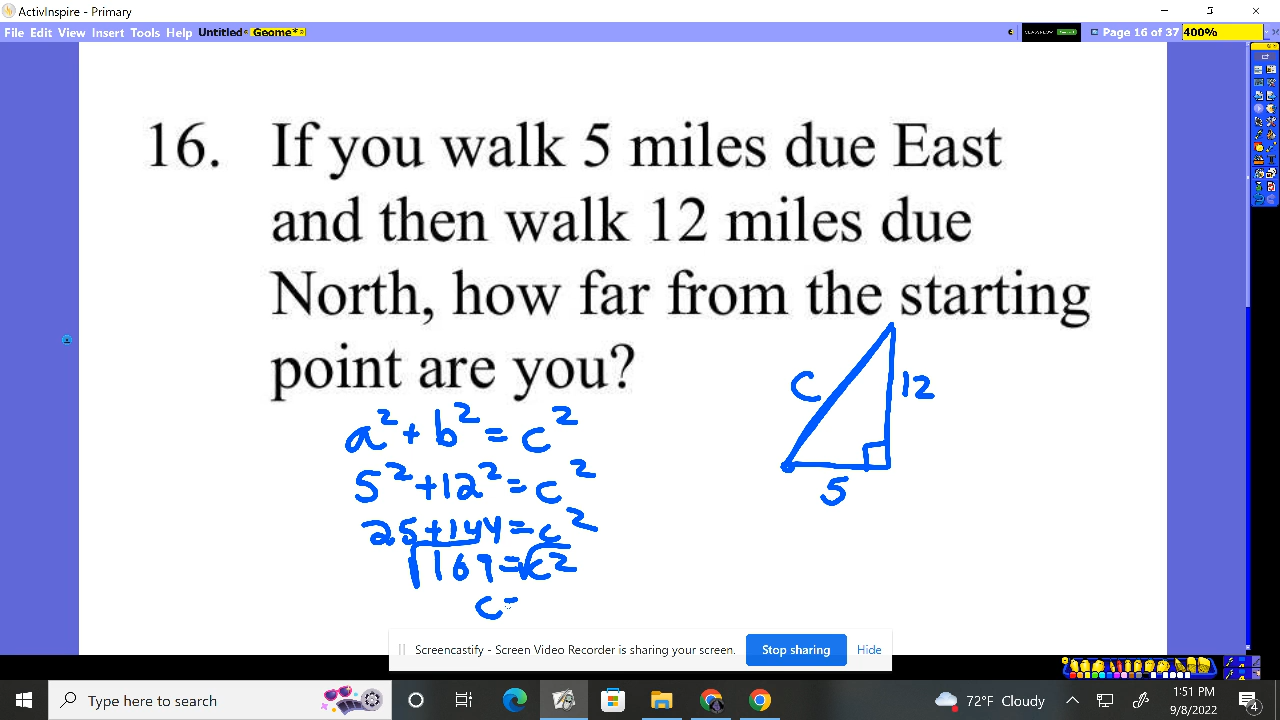 ActivInspire - Primary
File Edit View Insert Tools Help Untitled* Geome*
Page 16 of 37 400%
16. If you walk 5 miles due East
and then walk 12 miles due
North, how far from the starting
point are you?
a² + b² = c²
5² + 12² = c²
25 + 144 = c²
√169 = √c²
c =
C
12
5
Screencastify - Screen Video Recorder is sharing your screen. Stop sharing Hide
Type here to search
72°F Cloudy
1:51 PM
9/8/2022
4